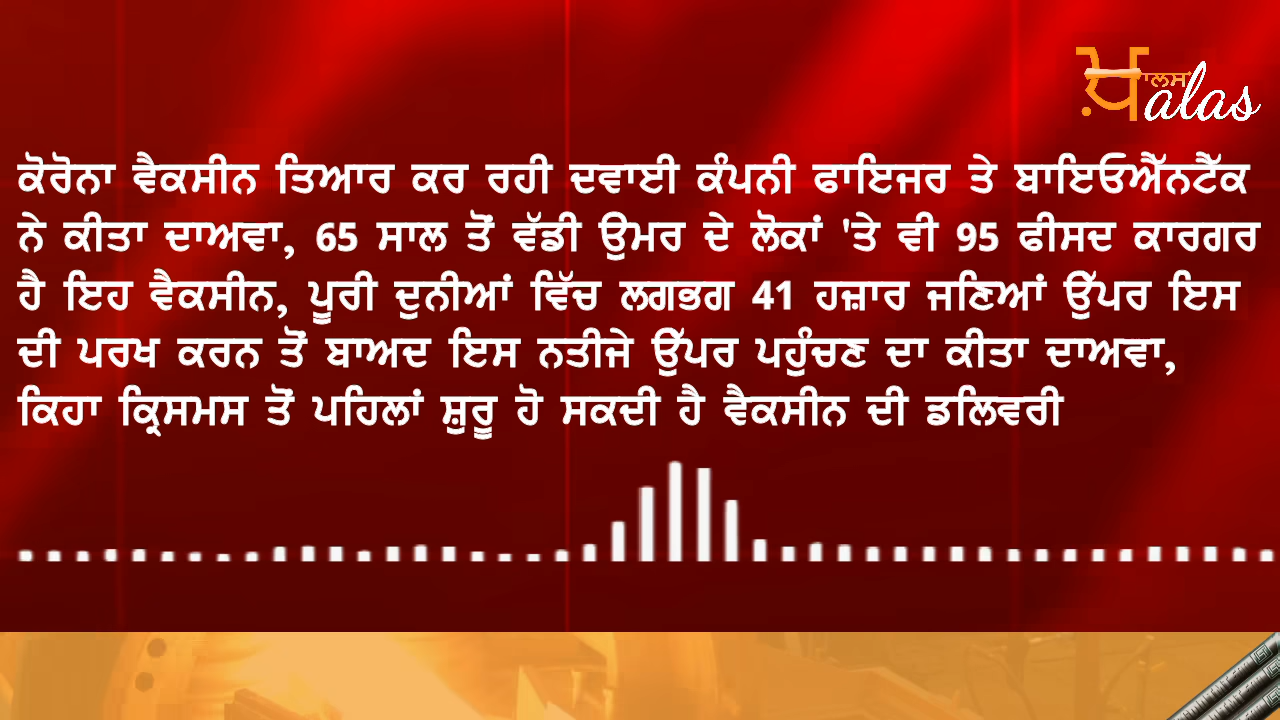 ਖ਼ਾਲਸ alas
ਕੋਰੋਨਾ ਵੈਕਸੀਨ ਤਿਆਰ ਕਰ ਰਹੀ ਦਵਾਈ ਕੰਪਨੀ ਫਾਇਜਰ ਤੇ ਬਾਇਓਐੱਨਟੈੱਕ
ਨੇ ਕੀਤਾ ਦਾਅਵਾ, 65 ਸਾਲ ਤੋਂ ਵੱਡੀ ਉਮਰ ਦੇ ਲੋਕਾਂ 'ਤੇ ਵੀ 95 ਫੀਸਦ ਕਾਰਗਰ
ਹੈ ਇਹ ਵੈਕਸੀਨ, ਪੂਰੀ ਦੁਨੀਆਂ ਵਿੱਚ ਲਗਭਗ 41 ਹਜ਼ਾਰ ਜਣਿਆਂ ਉੱਪਰ ਇਸ
ਦੀ ਪਰਖ ਕਰਨ ਤੋਂ ਬਾਅਦ ਇਸ ਨਤੀਜੇ ਉੱਪਰ ਪਹੁੰਚਣ ਦਾ ਕੀਤਾ ਦਾਅਵਾ,
ਕਿਹਾ ਕ੍ਰਿਸਮਸ ਤੋਂ ਪਹਿਲਾਂ ਸ਼ੁਰੂ ਹੋ ਸਕਦੀ ਹੈ ਵੈਕਸੀਨ ਦੀ ਡਲਿਵਰੀ